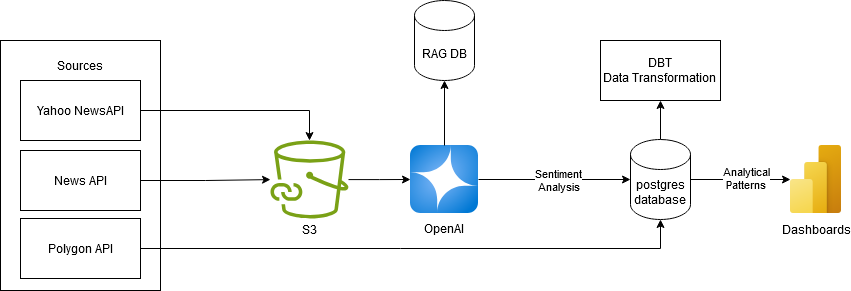 Sources
Yahoo NewsAPI
News API
Polygon API
S3
RAG DB
OpenAI
Sentiment
Analysis
DBT
Data Transformation
postgres
database
Analytical
Patterns
Dashboards